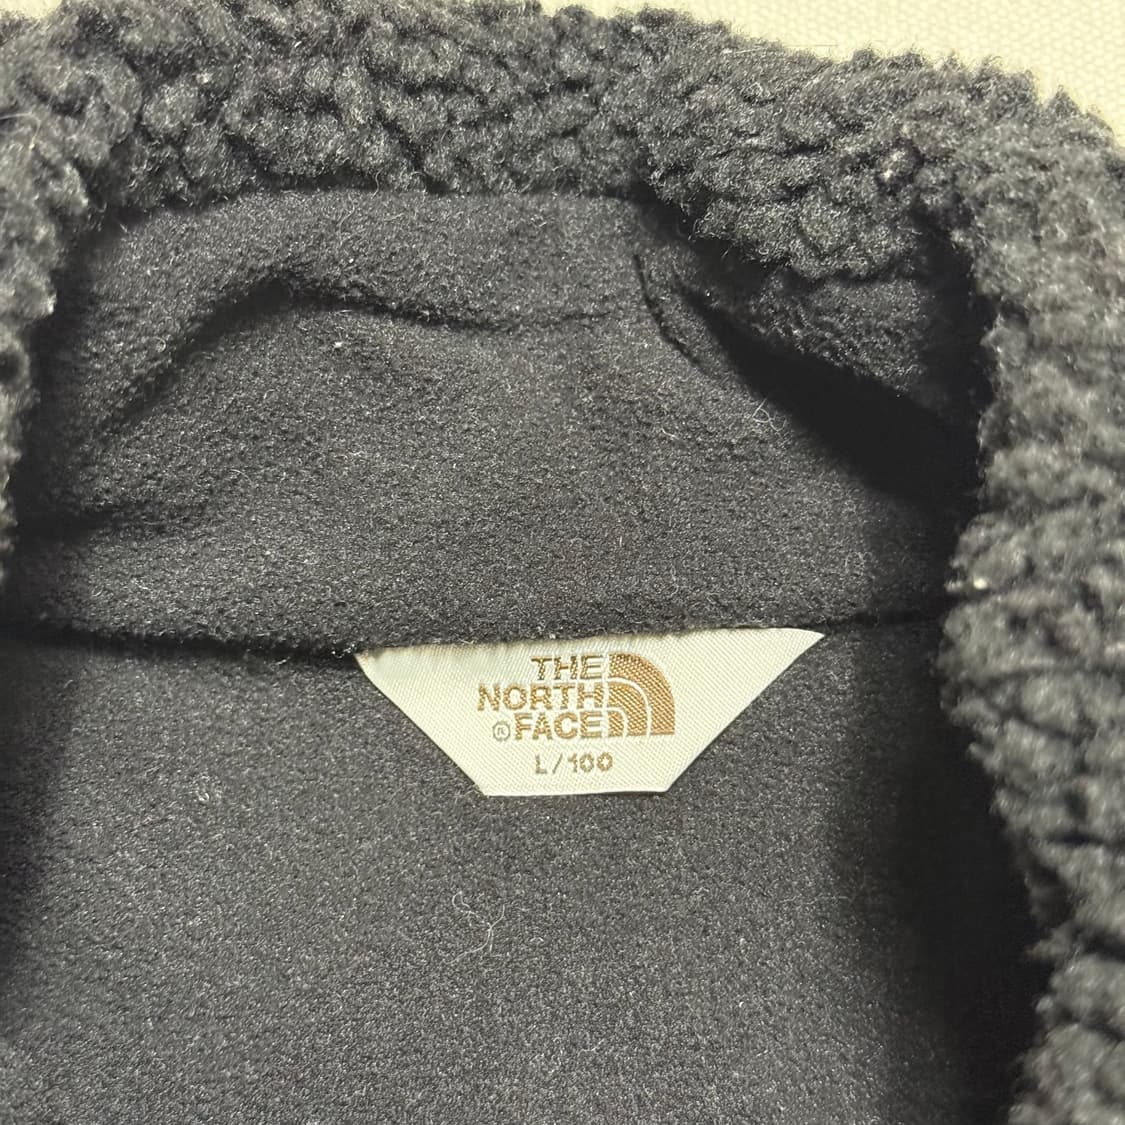 THE
NORTH
® FACE
L/100